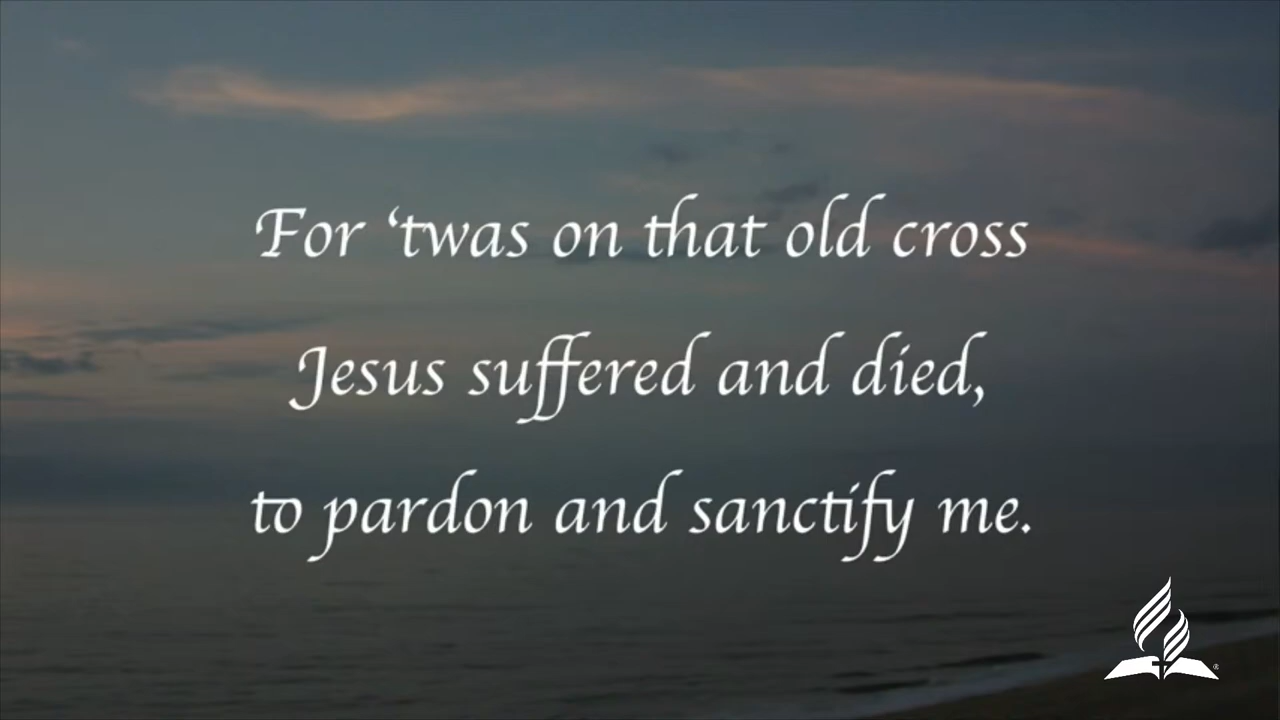 For ‘twas on that old cross
Jesus suffered and died,
to pardon and sanctify me.